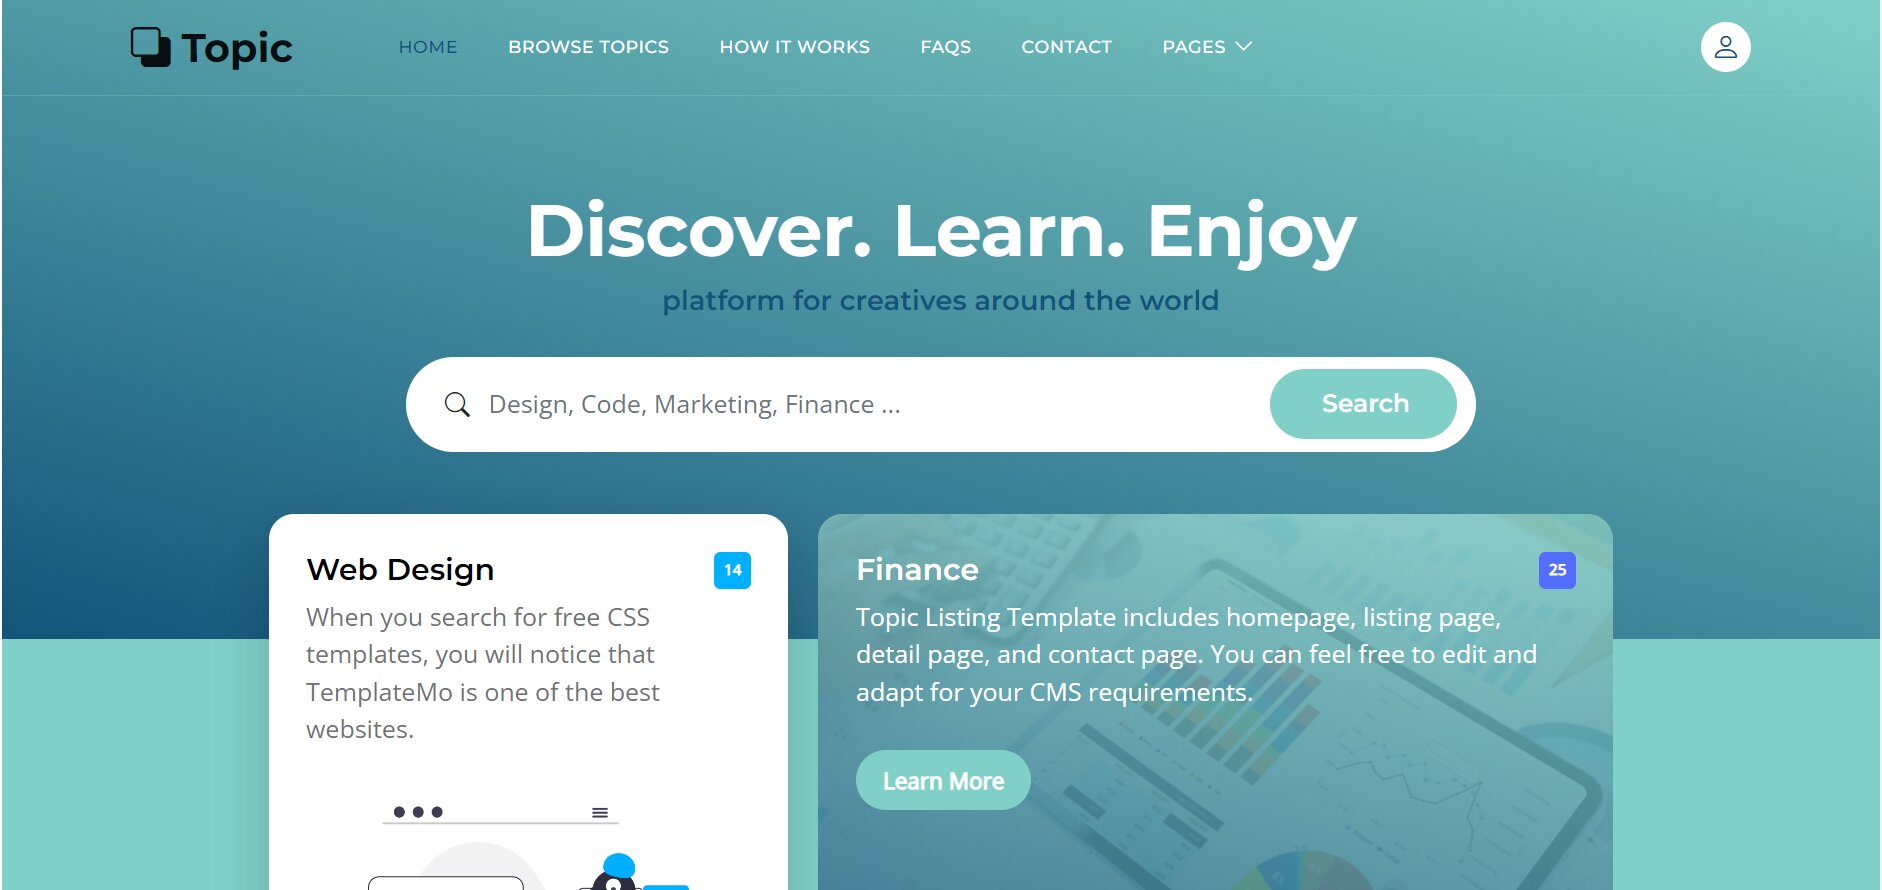 Topic
HOME
BROWSE TOPICS
HOW IT WORKS
FAQS
CONTACT
PAGES
Discover. Learn. Enjoy
platform for creatives around the world
Design, Code, Marketing, Finance ...
Search
Web Design
14
When you search for free CSS
templates, you will notice that
TemplateMo is one of the best
websites.
Finance
25
Topic Listing Template includes homepage, listing page,
detail page, and contact page. You can feel free to edit and
adapt for your CMS requirements.
Learn More